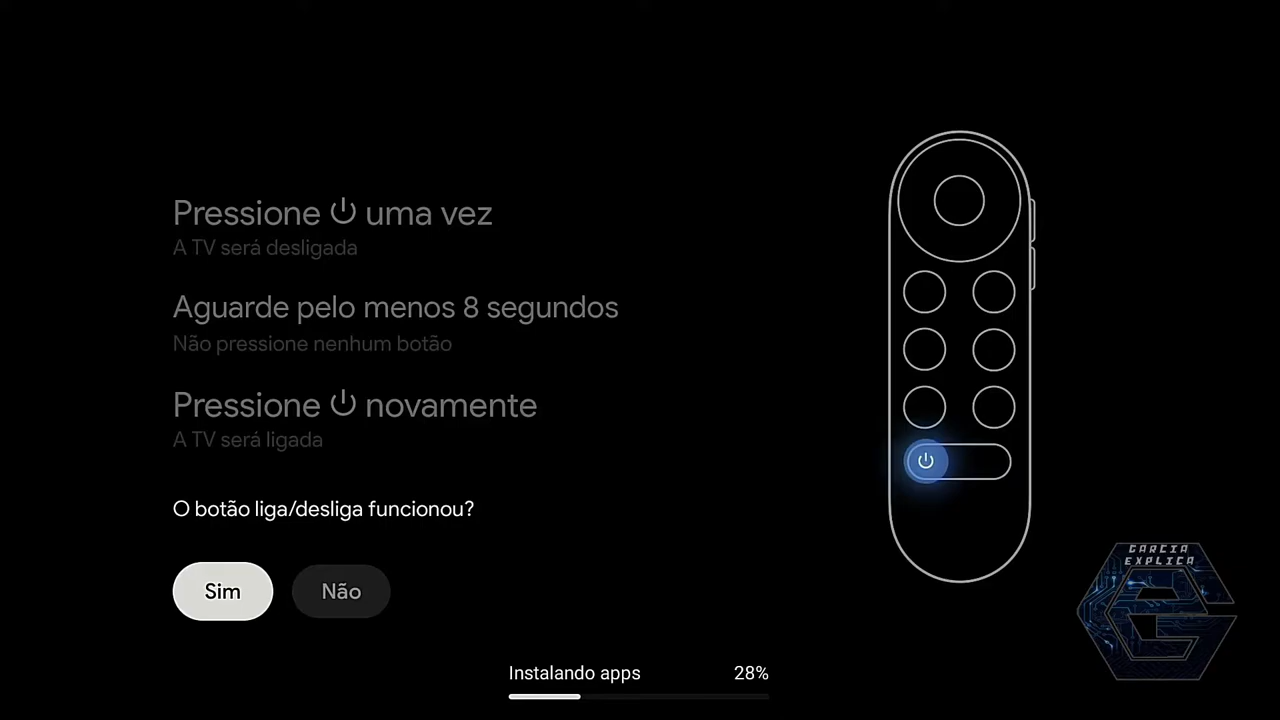 Pressione uma vez
A TV será desligada
Aguarde pelo menos 8 segundos
Não pressione nenhum botão
Pressione novamente
A TV será ligada
O botão liga/desliga funcionou?
Sim
Não
Instalando apps
28%
GARCIA
EXPLICA